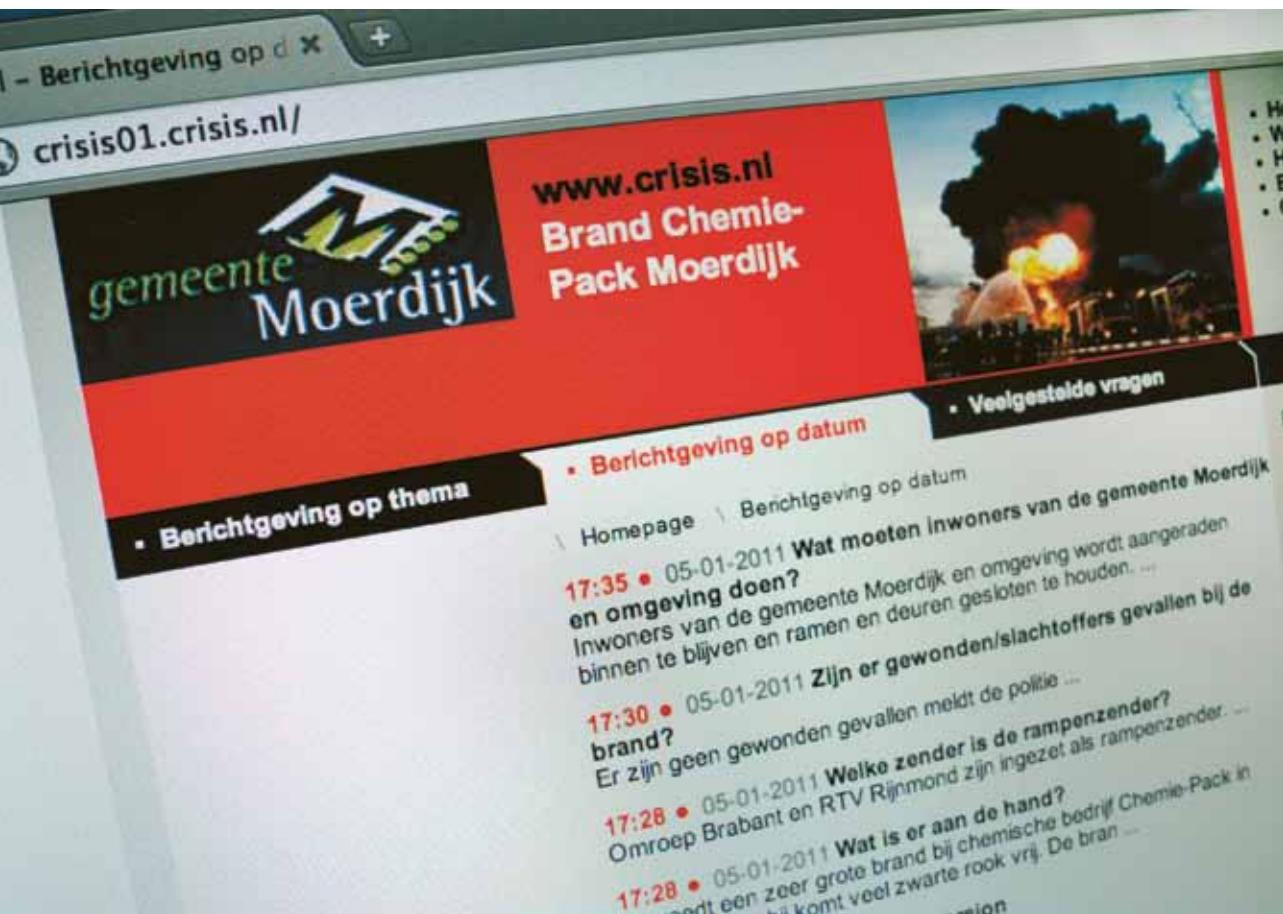 – Berichtgeving op d
crisis01.crisis.nl/
gemeente
Moerdijk
www.crisis.nl
Brand Chemie-
Pack Moerdijk
▪ Berichtgeving op thema
▪ Berichtgeving op datum
▪ Veelgestelde vragen
\ Homepage \ Berichtgeving op datum
17:35 ● 05-01-2011 Wat moeten inwoners van de gemeente Moerdijk
en omgeving doen?
Inwoners van de gemeente Moerdijk en omgeving wordt aangeraden
binnen te blijven en ramen en deuren gesloten te houden. ...
17:30 ● 05-01-2011 Zijn er gewonden/slachtoffers gevallen bij de
brand?
Er zijn geen gewonden gevallen meldt de politie ...
17:28 ● 05-01-2011 Welke zender is de rampenzender?
Omroep Brabant en RTV Rijnmond zijn ingezet als rampenzender. ...
17:28 ● 05-01-2011 Wat is er aan de hand?
een zeer grote brand bij chemische bedrijf Chemie-Pack in
komt veel zwarte rook vrij. De bran ...